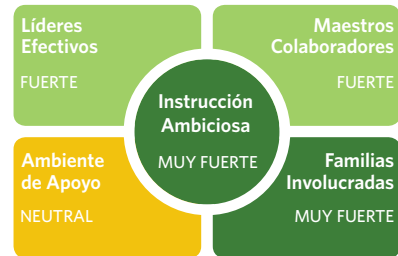 Líderes
Efectivos
FUERTE
Maestros
Colaboradores
FUERTE
Instrucción
Ambiciosa
MUY FUERTE
Ambiente
de Apoyo
NEUTRAL
Familias
Involucradas
MUY FUERTE